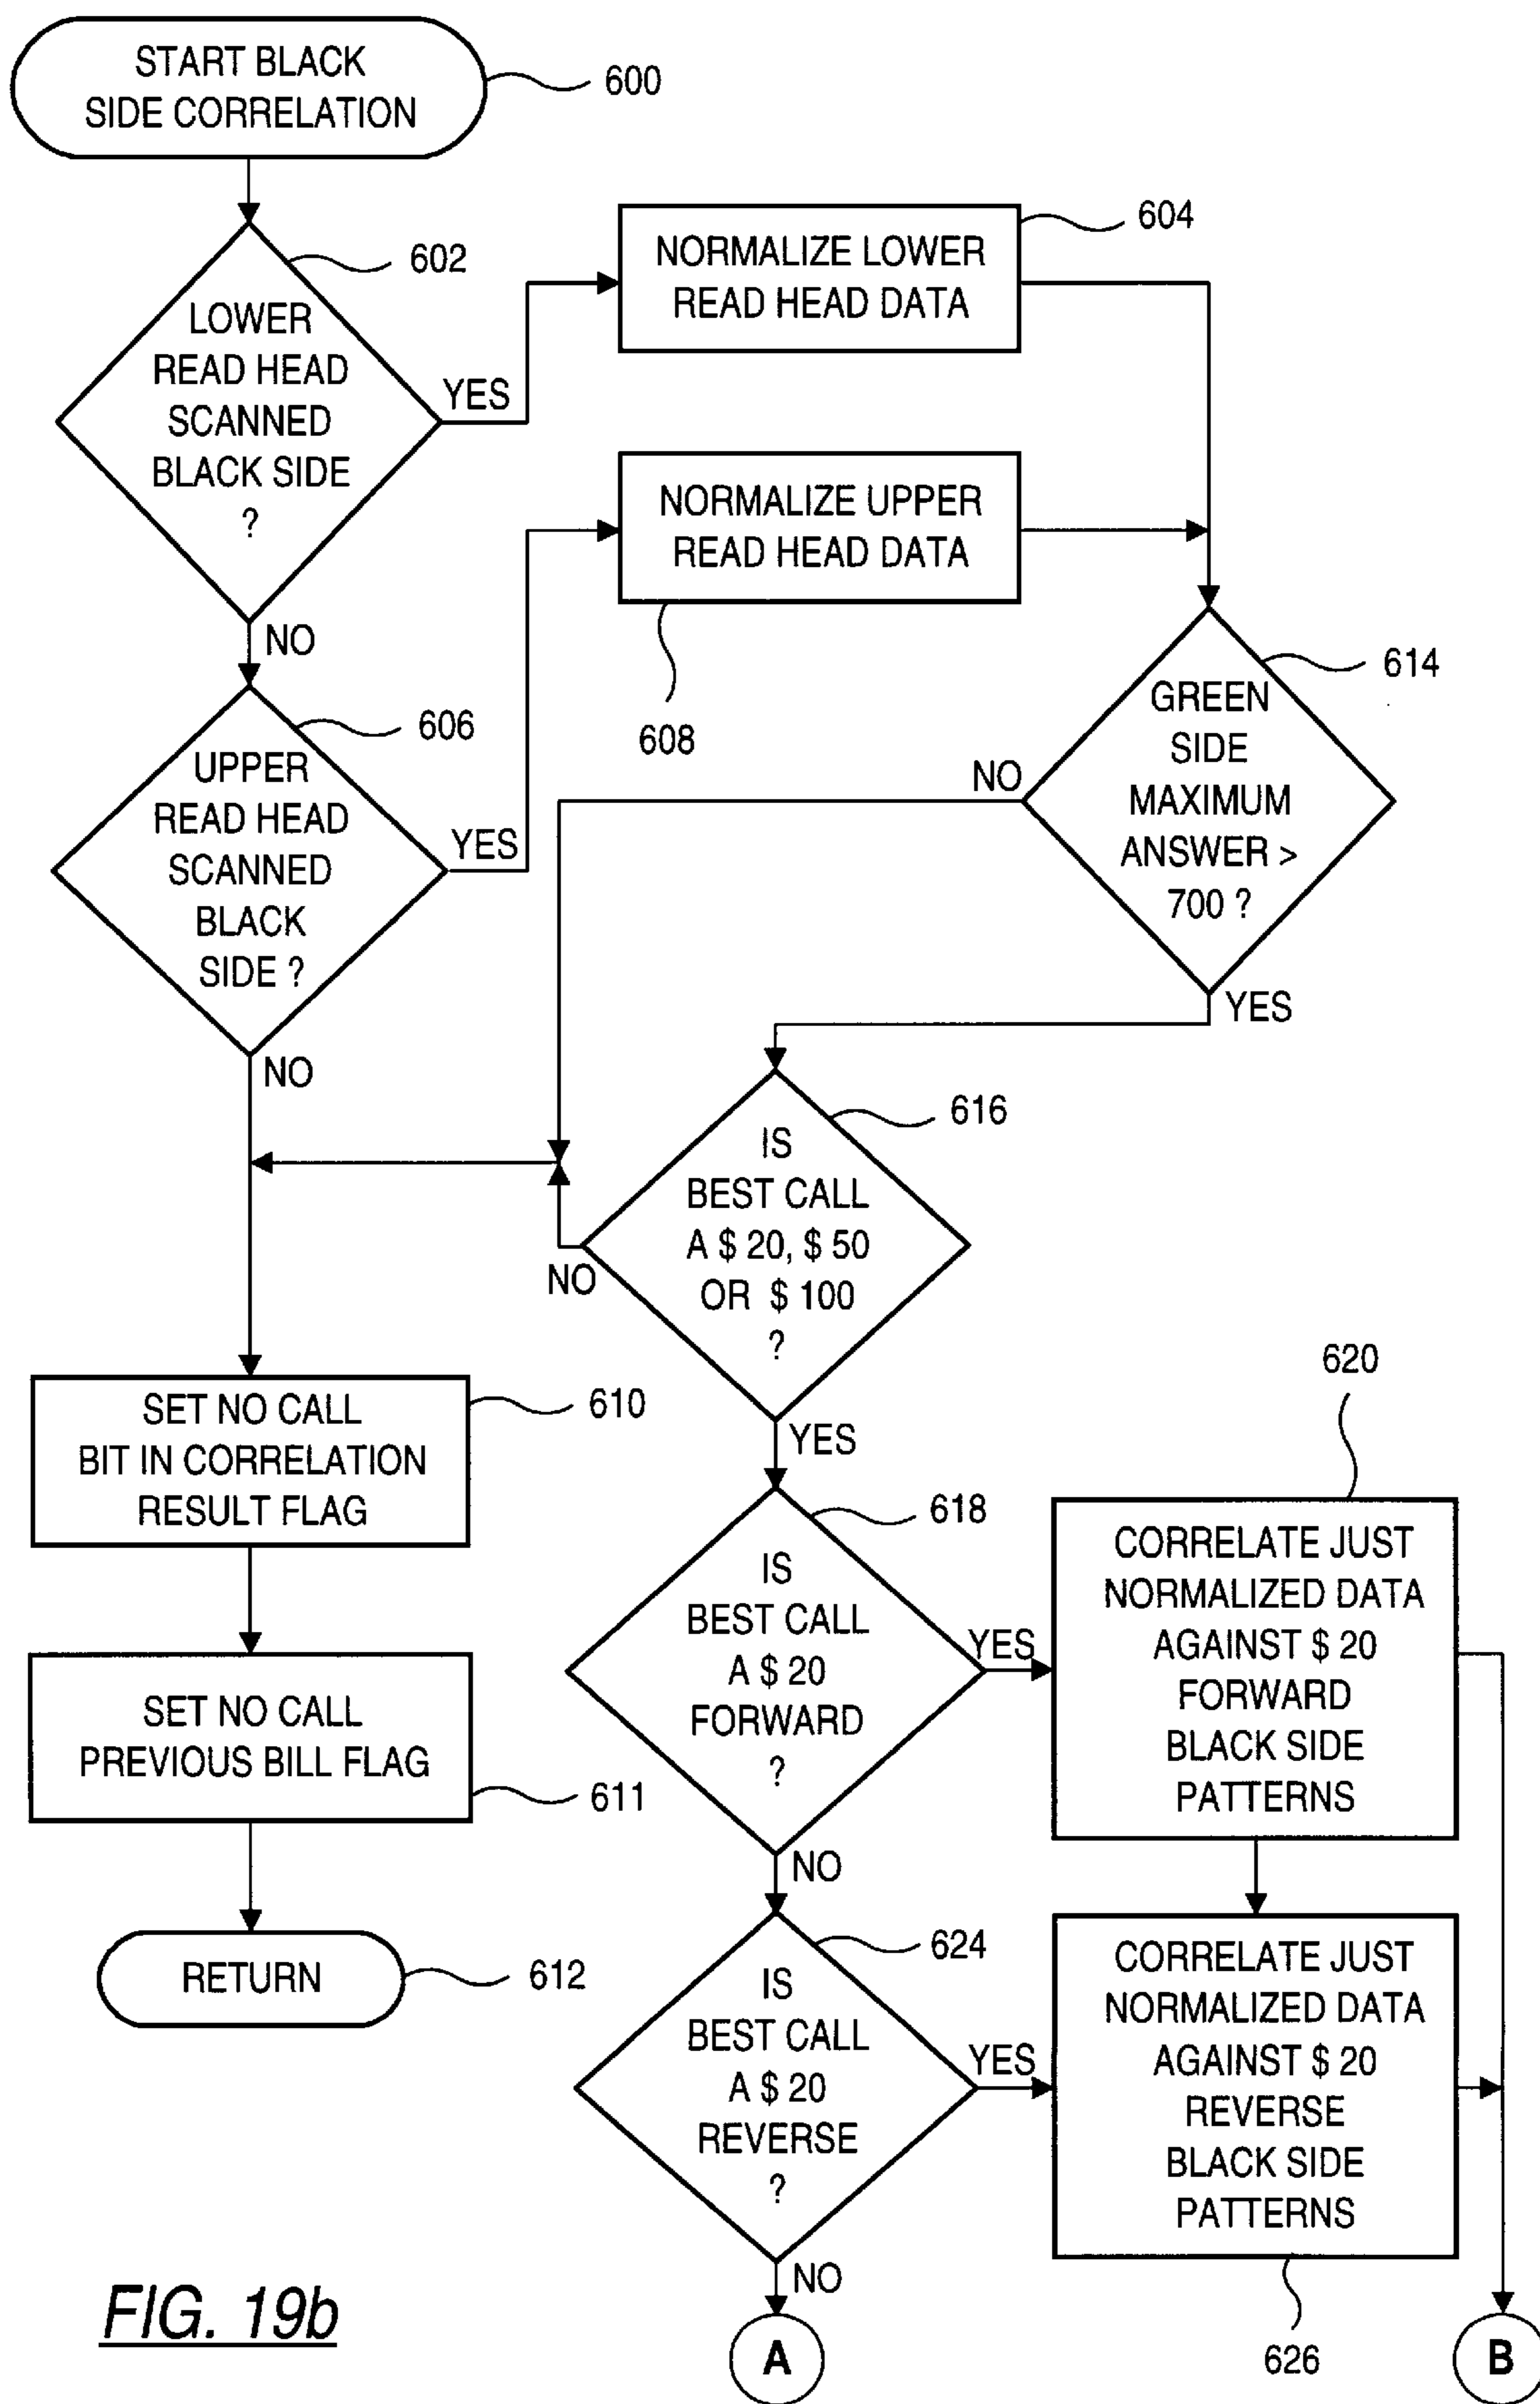 START BLACK
SIDE CORRELATION
600
LOWER
READ HEAD
SCANNED
BLACK SIDE
?
602
YES
NO
NORMALIZE LOWER
READ HEAD DATA
604
UPPER
READ HEAD
SCANNED
BLACK
SIDE ?
606
YES
NO
NORMALIZE UPPER
READ HEAD DATA
608
GREEN
SIDE
MAXIMUM
ANSWER >
700 ?
614
NO
YES
IS
BEST CALL
A $ 20, $ 50
OR $ 100
?
616
NO
YES
SET NO CALL
BIT IN CORRELATION
RESULT FLAG
610
SET NO CALL
PREVIOUS BILL FLAG
611
RETURN
612
IS
BEST CALL
A $ 20
FORWARD
?
618
YES
NO
620
CORRELATE JUST
NORMALIZED DATA
AGAINST $ 20
FORWARD
BLACK SIDE
PATTERNS
IS
BEST CALL
A $ 20
REVERSE
?
624
YES
NO
CORRELATE JUST
NORMALIZED DATA
AGAINST $ 20
REVERSE
BLACK SIDE
PATTERNS
626
A
B
FIG. 19b